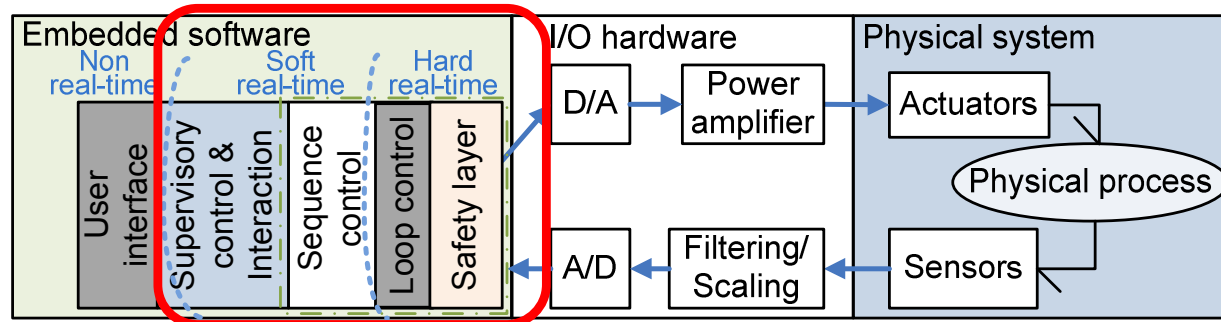 Embedded software
Non
real-time
Soft
real-time
Hard
real-time
User
interface
Supervisory
control &
Interaction
Sequence
control
Loop control
Safety layer
I/O hardware
D/A
Power
amplifier
A/D
Filtering/
Scaling
Physical system
Actuators
Physical process
Sensors